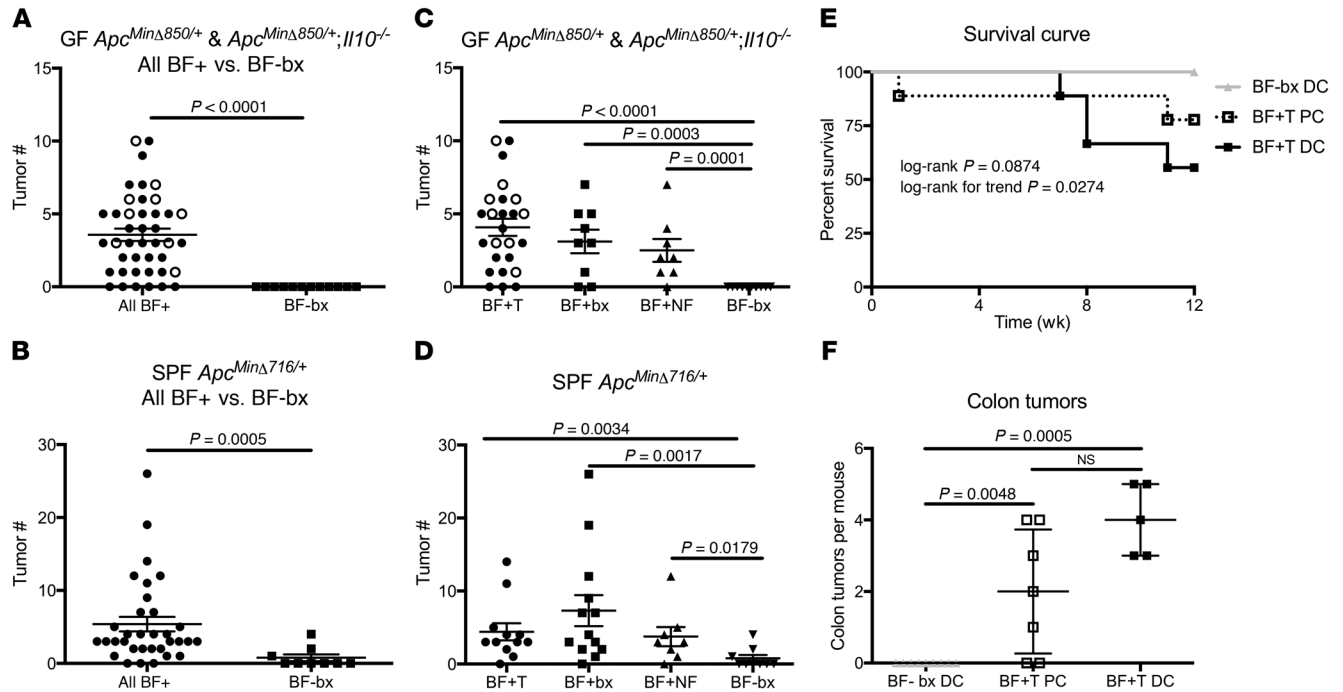 A
GF ApcMinΔ850/+ & ApcMinΔ850/+;Il10-/-
All BF+ vs. BF-bx
P < 0.0001
Tumor #
15
10
5
0
All BF+
BF-bx
B
SPF ApcMinΔ716/+
All BF+ vs. BF-bx
P = 0.0005
Tumor #
30
20
10
0
All BF+
BF-bx
C
GF ApcMinΔ850/+ & ApcMinΔ850/+;Il10-/-
P < 0.0001
P = 0.0003
P = 0.0001
Tumor #
15
10
5
0
BF+T
BF+bx
BF+NF
BF-bx
D
SPF ApcMinΔ716/+
P = 0.0034
P = 0.0017
P = 0.0179
Tumor #
30
20
10
0
BF+T
BF+bx
BF+NF
BF-bx
E
Survival curve
Percent survival
100
75
50
25
0
log-rank P = 0.0874
log-rank for trend P = 0.0274
0
4
8
12
Time (wk)
BF-bx DC
BF+T PC
BF+T DC
F
Colon tumors
P = 0.0005
NS
P = 0.0048
Colon tumors per mouse
6
4
2
0
BF- bx DC
BF+T PC
BF+T DC